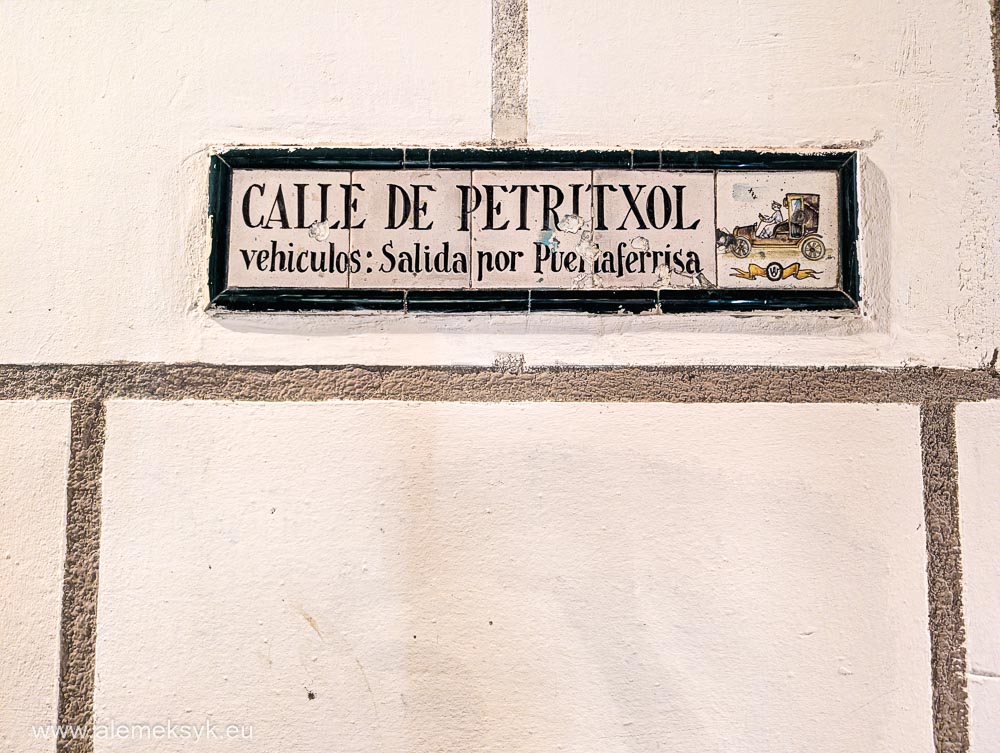 CALLE DE PETRITXOL
vehiculos: Salida por Puertaferrisa
W
www.alemeksyk.eu